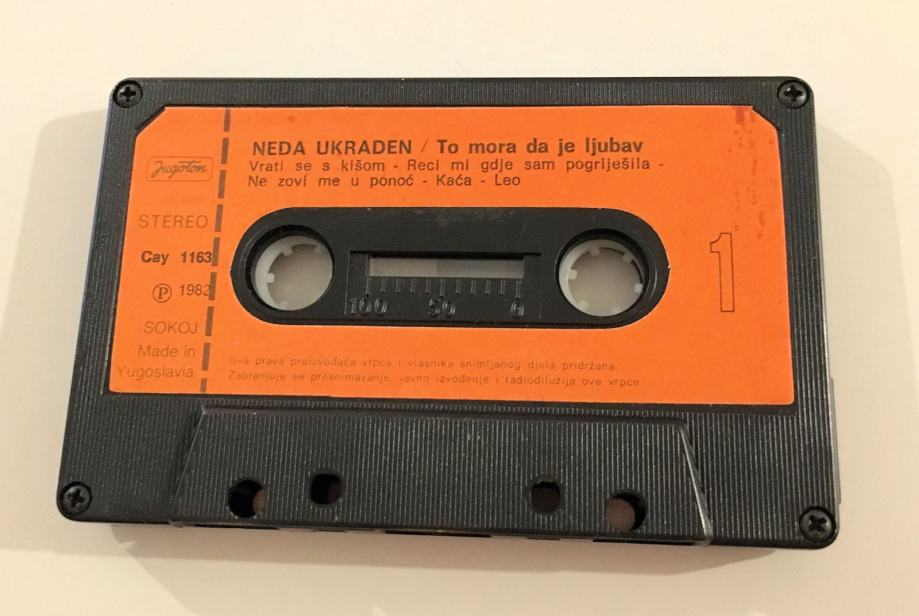 NEDA UKRADEN / To mora da je ljubav
Vrati se s kišom - Reci mi gdje sam pogriješila -
Ne zovi me u ponoć - Kaća - Leo
Jugoton
STEREO
Cay 1163
Ⓟ 1982
SOKOJ
Made in
Yugoslavia
1
100 50 0
Sva prava proizvođača vrpca i vlasnika snimljenog djela pridržana.
Zabranjuje se presnimavanje, javno izvođenje i radiodifuzija ove vrpce